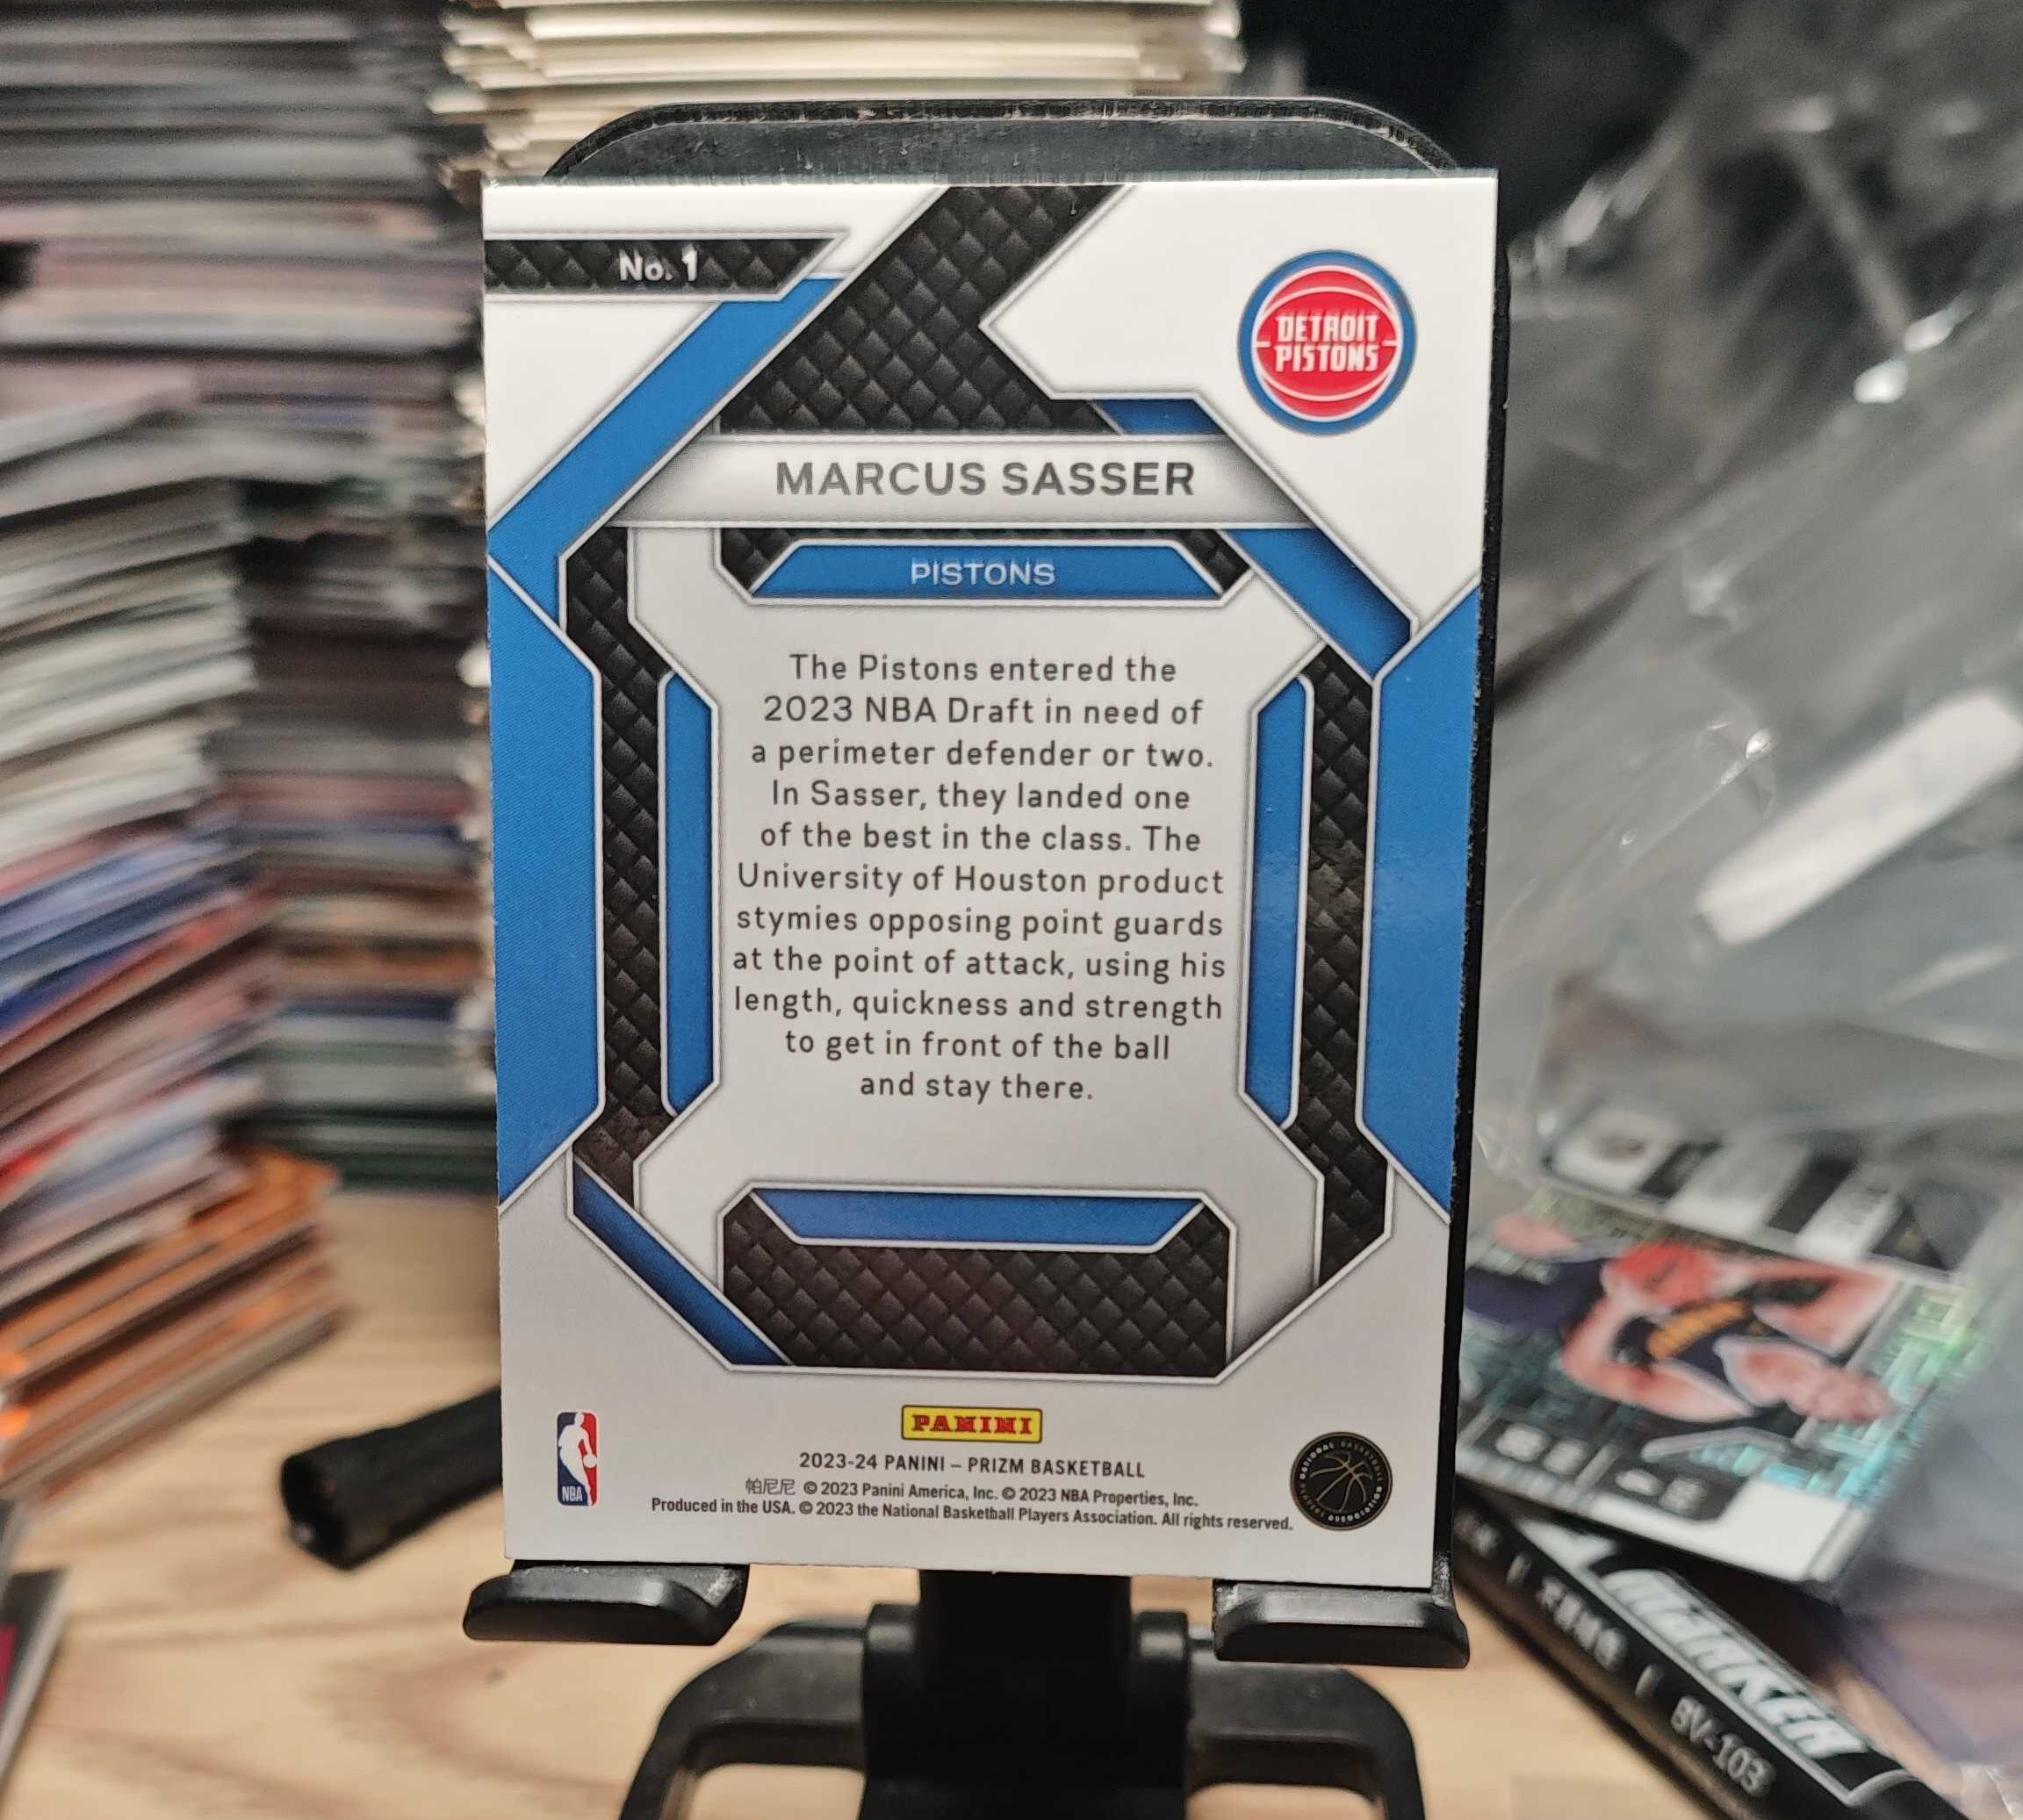 No. 1
DETROIT
PISTONS
MARCUS SASSER
PISTONS
The Pistons entered the
2023 NBA Draft in need of
a perimeter defender or two.
In Sasser, they landed one
of the best in the class. The
University of Houston product
stymies opposing point guards
at the point of attack, using his
length, quickness and strength
to get in front of the ball
and stay there.
PANINI
2023-24 PANINI – PRIZM BASKETBALL
帕尼尼 © 2023 Panini America, Inc. © 2023 NBA Properties, Inc.
Produced in the USA. © 2023 the National Basketball Players Association. All rights reserved.
NBA
NATIONAL BASKETBALL PLAYERS ASSOCIATION
MARKER
BV-103